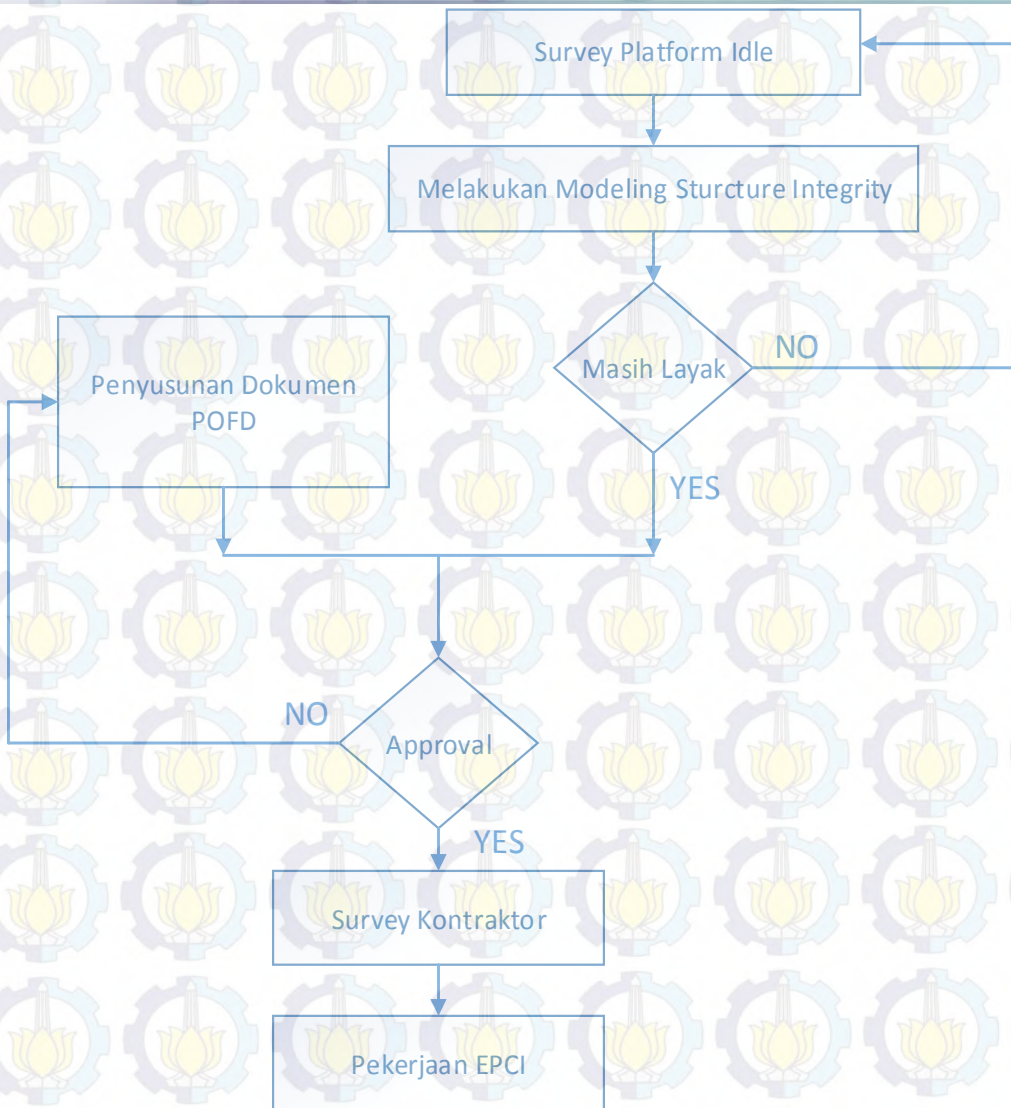 Survey Platform Idle
Melakukan Modeling Sturcture Integrity
Masih Layak
NO
Penyusunan Dokumen
POFD
YES
NO
Approval
YES
Survey Kontraktor
Pekerjaan EPCI